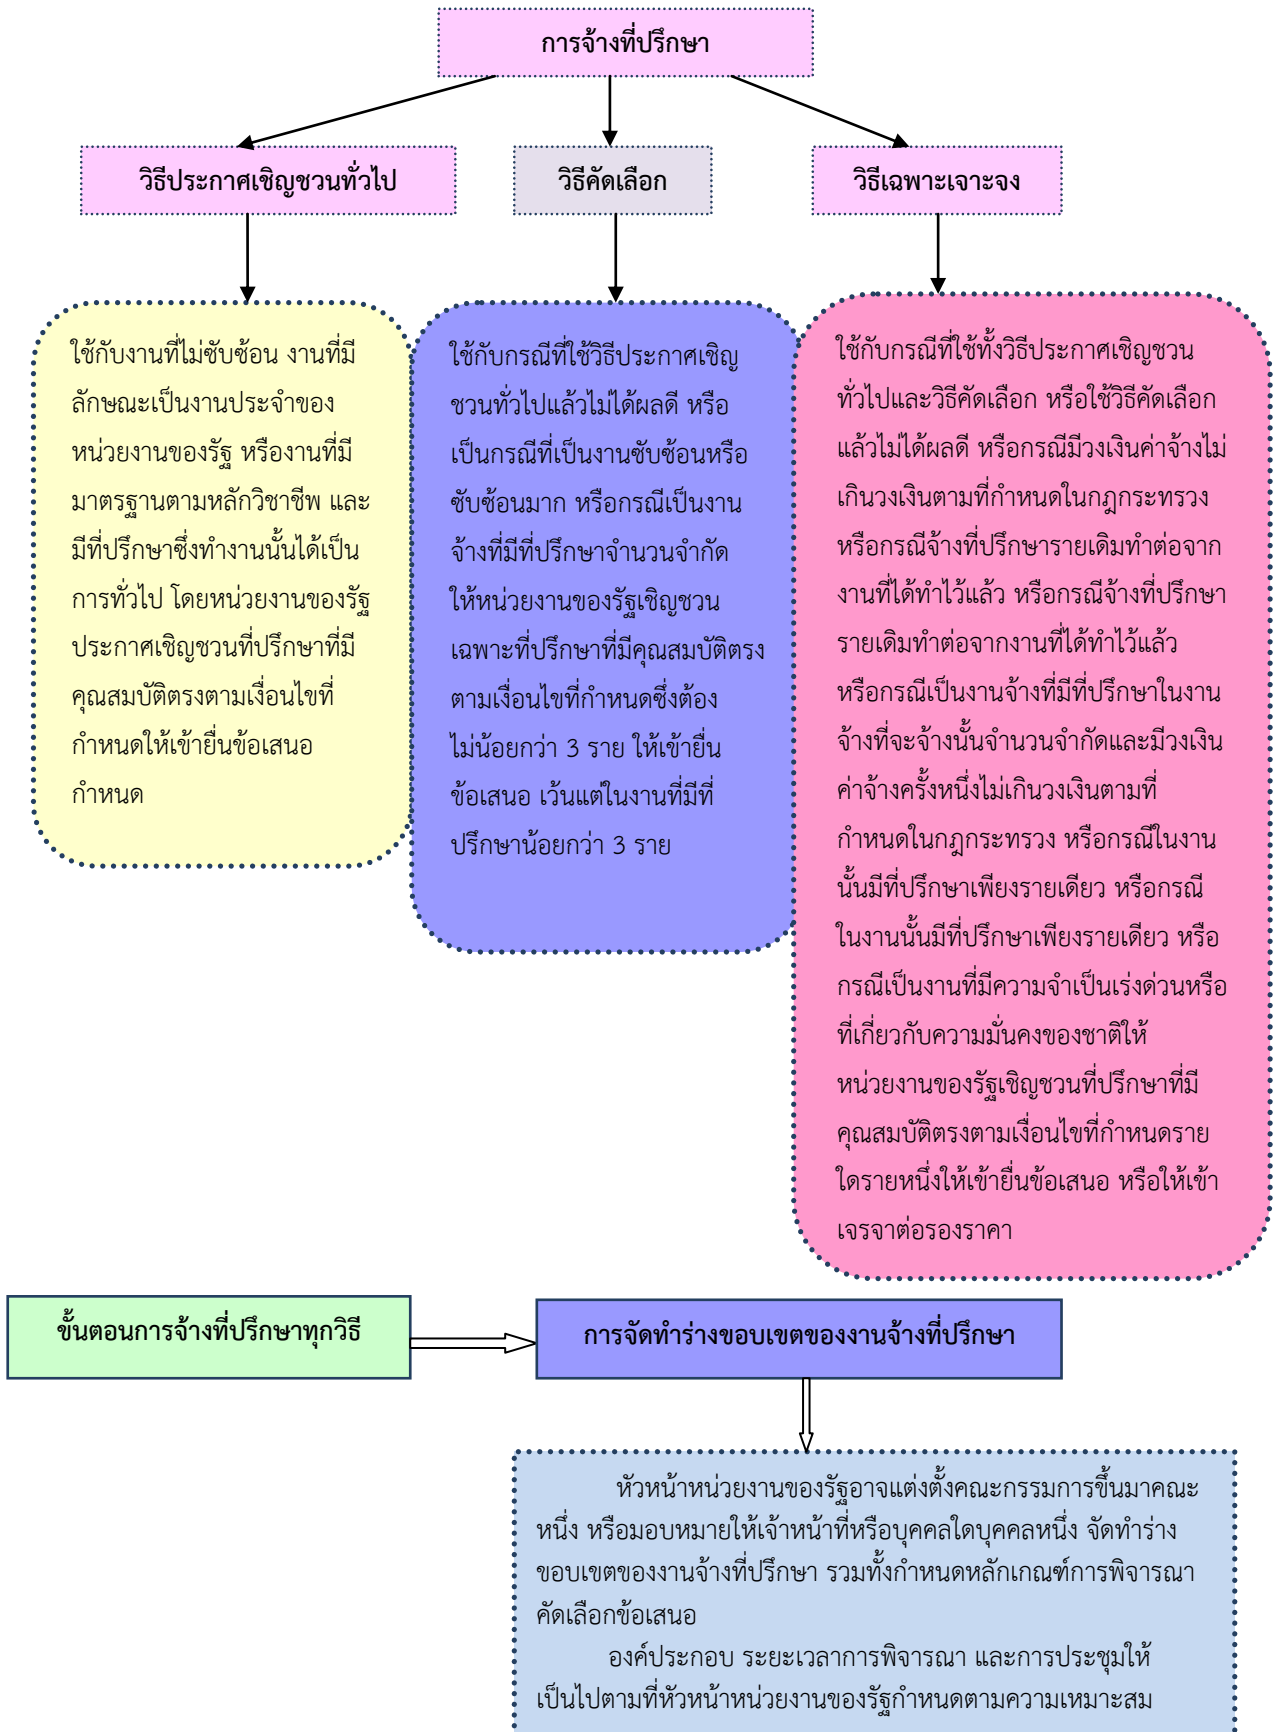 การจ้างที่ปรึกษา
วิธีประกาศเชิญชวนทั่วไป
วิธีคัดเลือก
วิธีเฉพาะเจาะจง
ใช้กับงานที่ไม่ซับซ้อน งานที่มี
ลักษณะเป็นงานประจำของ
หน่วยงานของรัฐ หรืองานที่มี
มาตรฐานตามหลักวิชาชีพ และ
มีที่ปรึกษาซึ่งทำงานนั้นได้เป็น
การทั่วไป โดยหน่วยงานของรัฐ
ประกาศเชิญชวนที่ปรึกษาที่มี
คุณสมบัติตรงตามเงื่อนไขที่
กำหนดให้เข้ายื่นข้อเสนอ
กำหนด
ใช้กับกรณีที่ใช้วิธีประกาศเชิญ
ชวนทั่วไปแล้วไม่ได้ผลดี หรือ
เป็นกรณีที่เป็นงานซับซ้อนหรือ
ซับซ้อนมาก หรือกรณีเป็นงาน
จ้างที่มีที่ปรึกษาจำนวนจำกัด
ให้หน่วยงานของรัฐเชิญชวน
เฉพาะที่ปรึกษาที่มีคุณสมบัติตรง
ตามเงื่อนไขที่กำหนดซึ่งต้อง
ไม่น้อยกว่า 3 ราย ให้เข้ายื่น
ข้อเสนอ เว้นแต่ในงานที่มีที่
ปรึกษาน้อยกว่า 3 ราย
ใช้กับกรณีที่ใช้ทั้งวิธีประกาศเชิญชวน
ทั่วไปและวิธีคัดเลือก หรือใช้วิธีคัดเลือก
แล้วไม่ได้ผลดี หรือกรณีมีวงเงินค่าจ้างไม่
เกินวงเงินตามที่กำหนดในกฎกระทรวง
หรือกรณีจ้างที่ปรึกษารายเดิมทำต่อจาก
งานที่ได้ทำไว้แล้ว หรือกรณีจ้างที่ปรึกษา
รายเดิมทำต่อจากงานที่ได้ทำไว้แล้ว
หรือกรณีเป็นงานจ้างที่มีที่ปรึกษาในงาน
จ้างที่จะจ้างนั้นจำนวนจำกัดและมีวงเงิน
ค่าจ้างครั้งหนึ่งไม่เกินวงเงินตามที่
กำหนดในกฎกระทรวง หรือกรณีในงาน
นั้นมีที่ปรึกษาเพียงรายเดียว หรือกรณี
ในงานนั้นมีที่ปรึกษาเพียงรายเดียว หรือ
กรณีเป็นงานที่มีความจำเป็นเร่งด่วนหรือ
ที่เกี่ยวกับความมั่นคงของชาติให้
หน่วยงานของรัฐเชิญชวนที่ปรึกษาที่มี
คุณสมบัติตรงตามเงื่อนไขที่กำหนดราย
ใดรายหนึ่งให้เข้ายื่นข้อเสนอ หรือให้เข้า
เจรจาต่อรองราคา
ขั้นตอนการจ้างที่ปรึกษาทุกวิธี
การจัดทำร่างขอบเขตของงานจ้างที่ปรึกษา
หัวหน้าหน่วยงานของรัฐอาจแต่งตั้งคณะกรรมการขึ้นมาคณะ
หนึ่ง หรือมอบหมายให้เจ้าหน้าที่หรือบุคคลใดบุคคลหนึ่ง จัดทำร่าง
ขอบเขตของงานจ้างที่ปรึกษา รวมทั้งกำหนดหลักเกณฑ์การพิจารณา
คัดเลือกข้อเสนอ
องค์ประกอบ ระยะเวลาการพิจารณา และการประชุมให้
เป็นไปตามที่หัวหน้าหน่วยงานของรัฐกำหนดตามความเหมาะสม